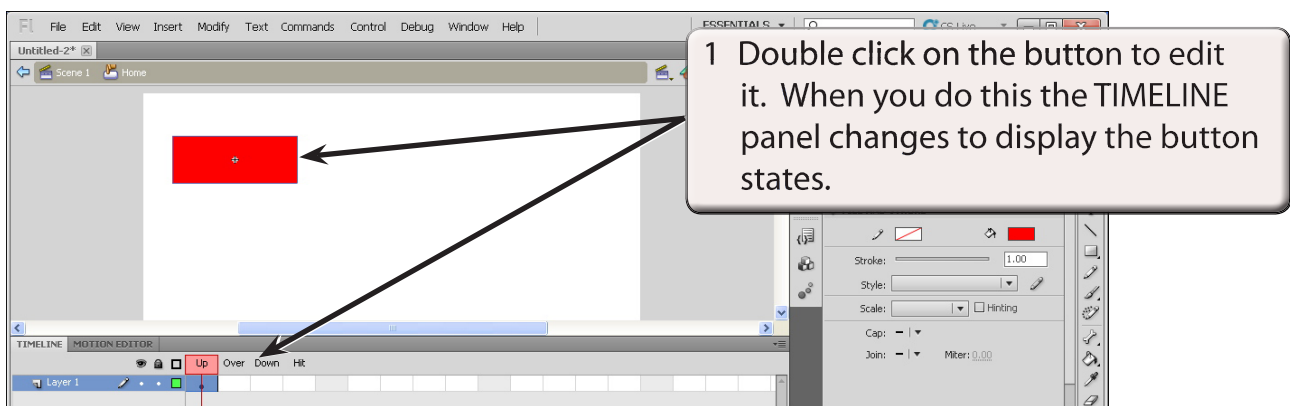 Fl File Edit View Insert Modify Text Commands Control Debug Window Help ESSENTIALS CS Live
Untitled-2*
Scene 1 Home
1 Double click on the button to edit
it. When you do this the TIMELINE
panel changes to display the button
states.
Stroke: 1.00
Style:
Scale: Hinting
Cap:
Join: Miter: 0.00
TIMELINE MOTION EDITOR
Up Over Down Hit
Layer 1